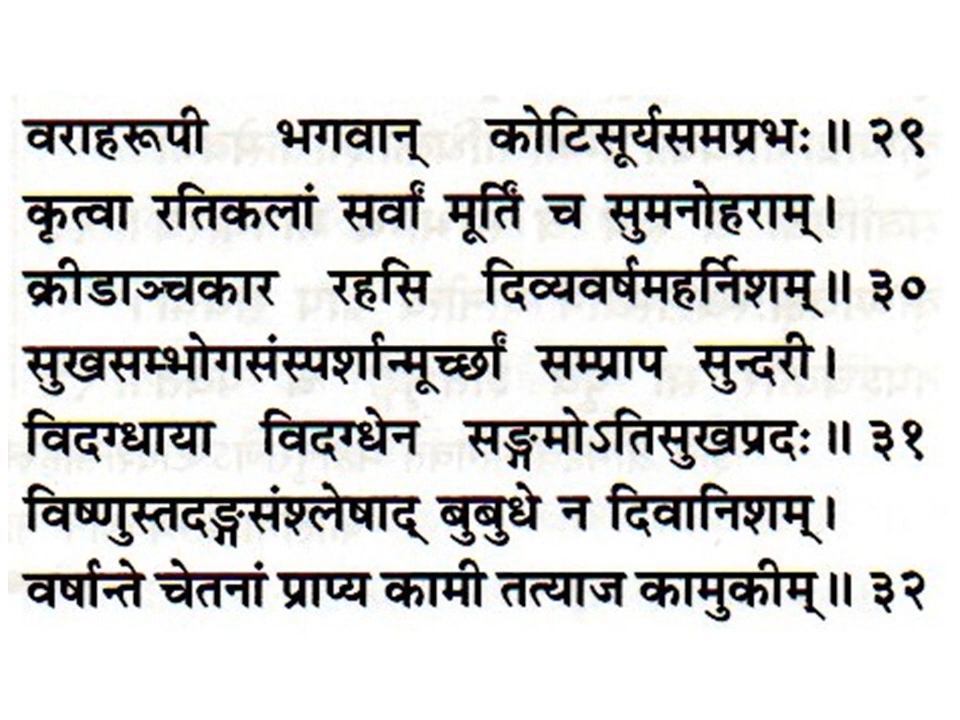 वराहरूपी भगवान् कोटिसूर्यसमप्रभः॥ २९
कृत्वा रतिकलां सर्वां मूर्तिं च सुमनोहराम्।
क्रीडाञ्चकार रहसि दिव्यवर्षमहर्निशम्॥ ३०
सुखसम्भोगसंस्पर्शान्मूर्च्छां सम्प्राप सुन्दरी।
विदग्धाया विदग्धेन सङ्गमोऽतिसुखप्रदः॥ ३१
विष्णुस्तदङ्गसंश्लेषाद् बुबुधे न दिवानिशम्।
वर्षान्ते चेतनां प्राप्य कामी तत्याज कामुकीम्॥ ३२